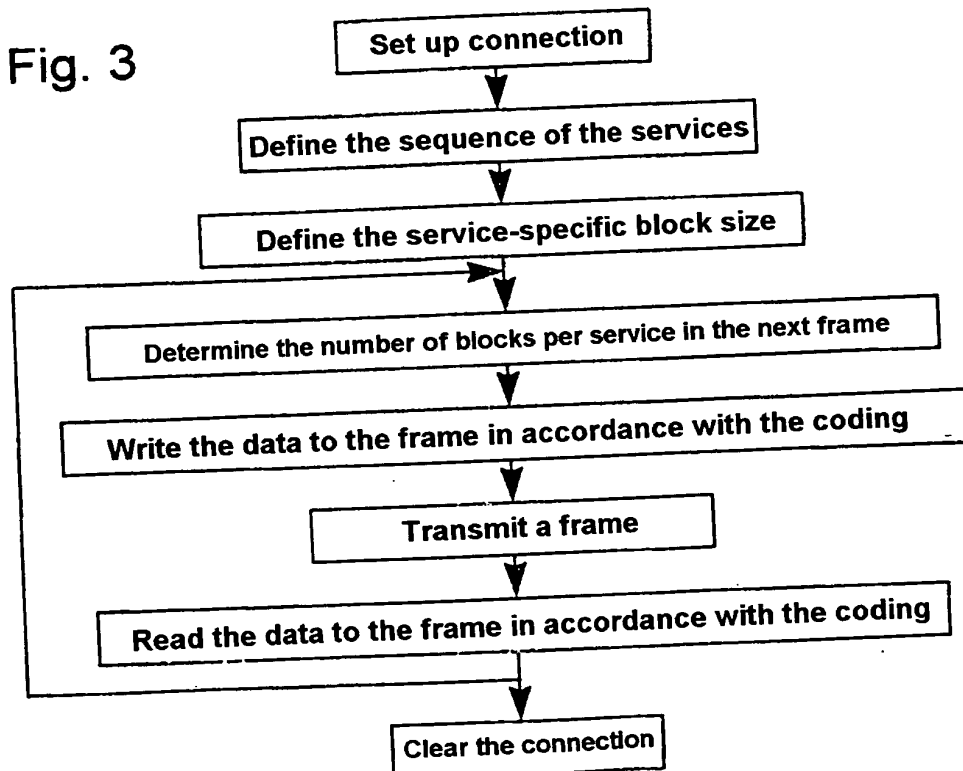 Fig. 3
Set up connection
Define the sequence of the services
Define the service-specific block size
Determine the number of blocks per service in the next frame
Write the data to the frame in accordance with the coding
Transmit a frame
Read the data to the frame in accordance with the coding
Clear the connection